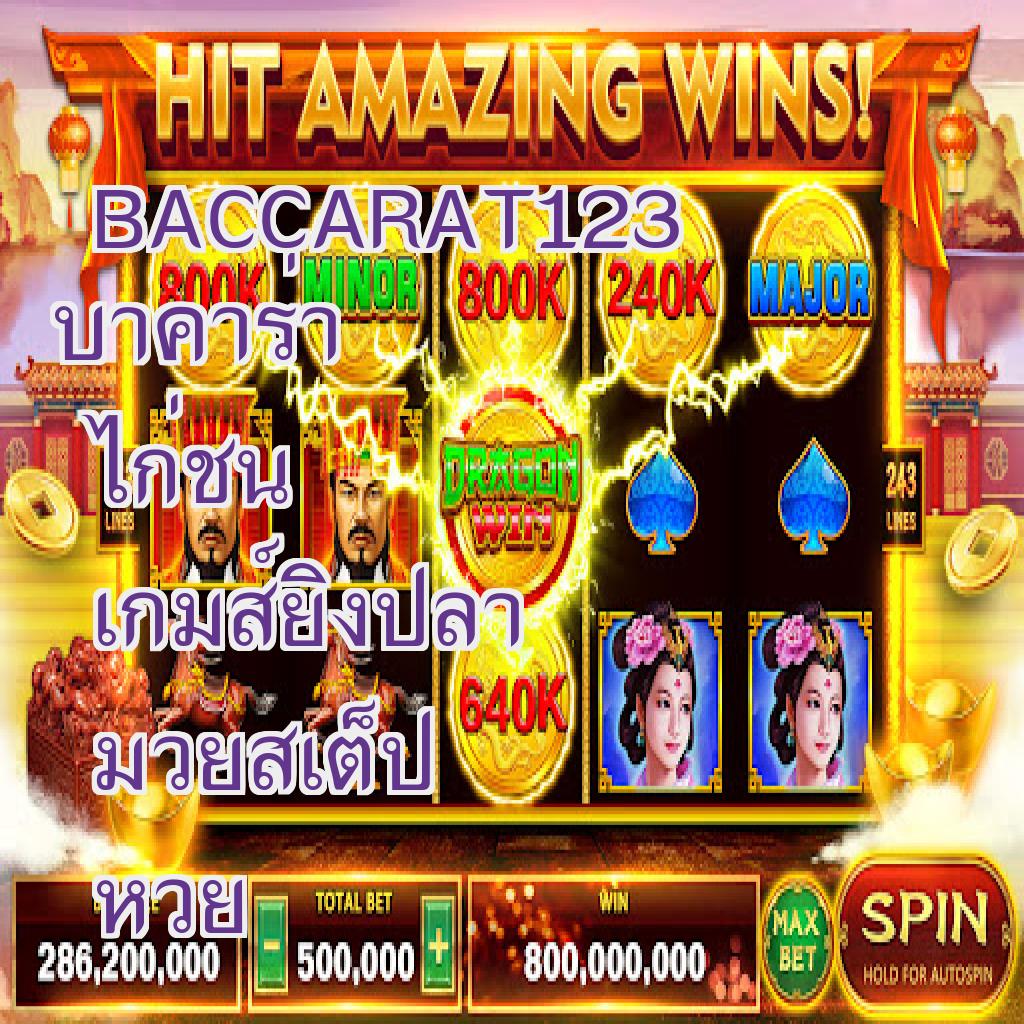 HIT AMAZING WINS!
BACCARAT123
800K MINOR 800K 240K MAJOR
บาคาร่า
ไก่ชน
DRAGON WIN
243 LINES
LINES
เกมส์ยิงปลา
640K
มวยสเต็ป
หวย
TOTAL BET WIN
286,200,000 - 500,000 + 800,000,000
MAX BET
SPIN
HOLD FOR AUTOSPIN